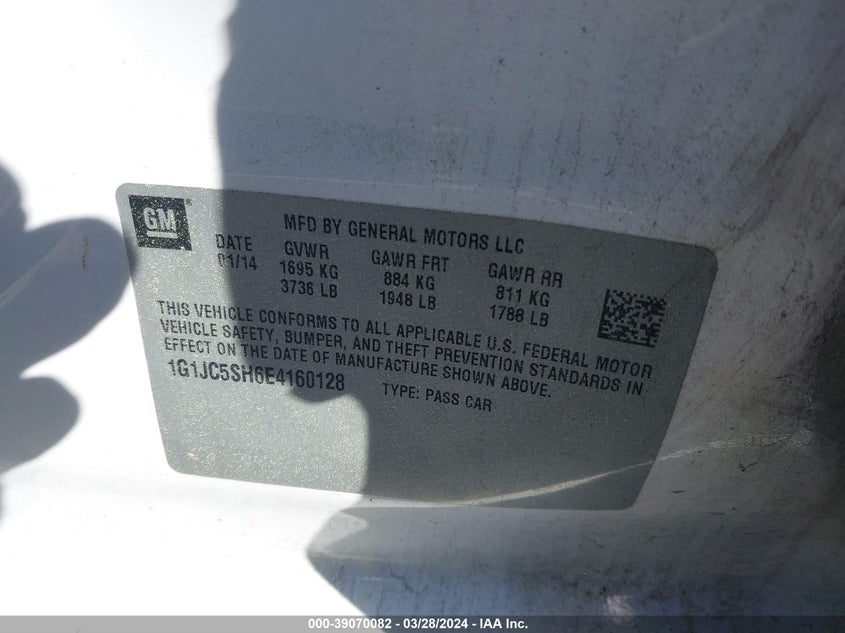 GM®
MFD BY GENERAL MOTORS LLC
DATE GVWR GAWR FRT GAWR RR
01/14 1695 KG 884 KG 811 KG
3736 LB 1948 LB 1788 LB
THIS VEHICLE CONFORMS TO ALL APPLICABLE U.S. FEDERAL MOTOR
VEHICLE SAFETY, BUMPER, AND THEFT PREVENTION STANDARDS IN
EFFECT ON THE DATE OF MANUFACTURE SHOWN ABOVE.
1G1JC5SH6E4160128 TYPE: PASS CAR
000-39070082 - 03/28/2024 - IAA Inc.